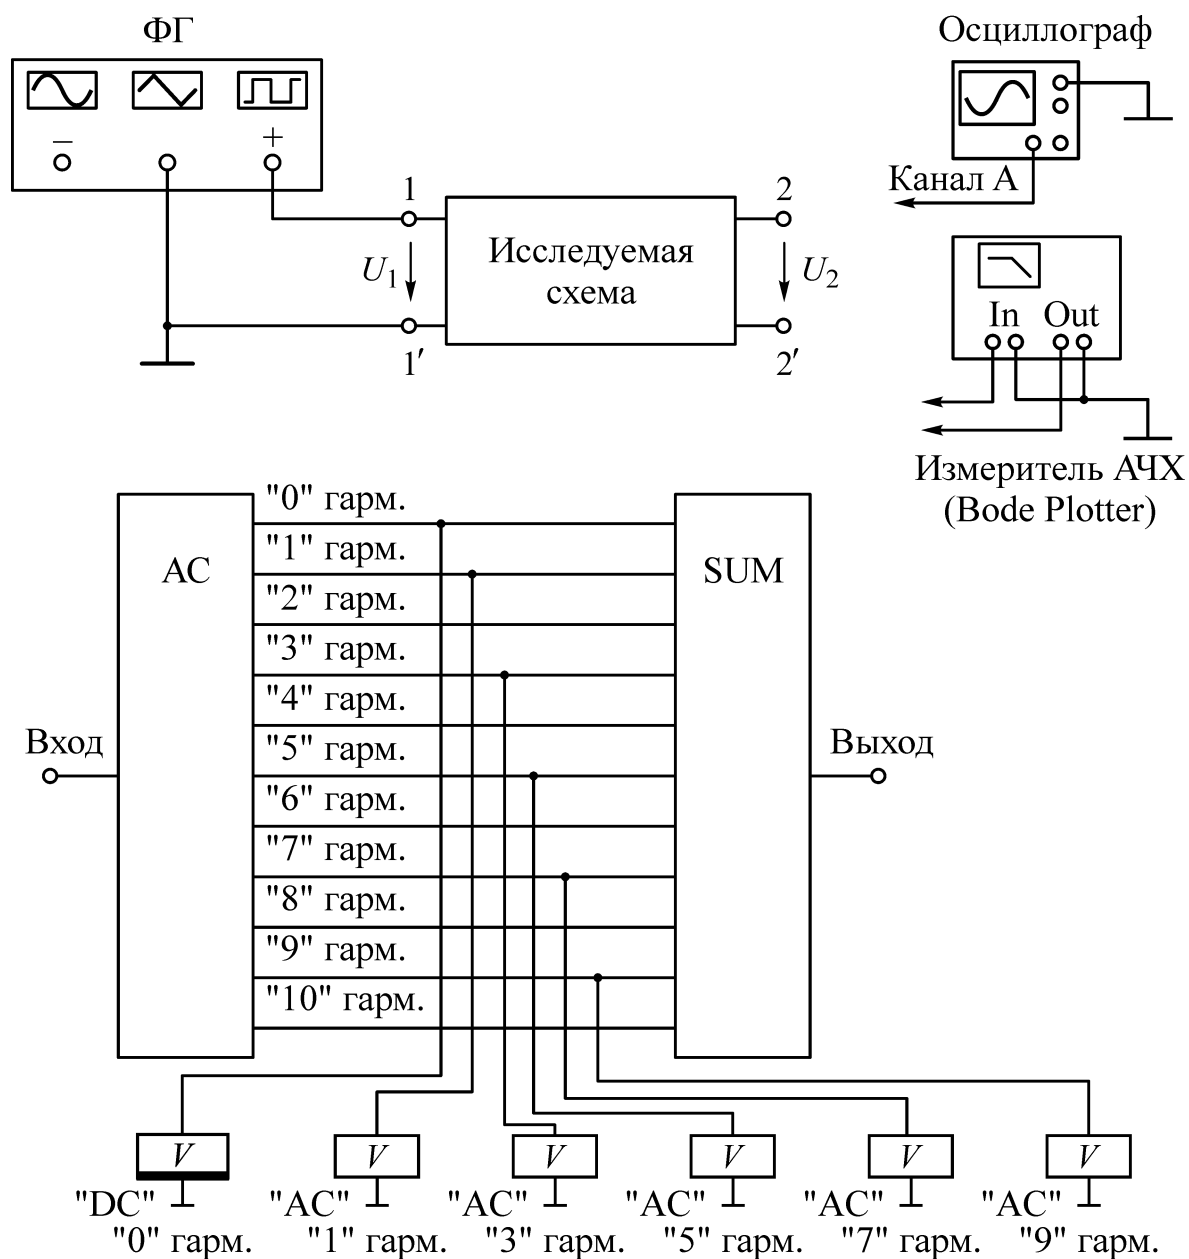 ФГ
Осциллограф
– +
Канал А
1
2
U1
Исследуемая
схема
U2
1′
2′
In Out
Измеритель АЧХ
(Bode Plotter)
АС
SUM
"0" гарм.
"1" гарм.
"2" гарм.
"3" гарм.
"4" гарм.
"5" гарм.
"6" гарм.
"7" гарм.
"8" гарм.
"9" гарм.
"10" гарм.
Вход
Выход
V V V V V V
"DC" "AC" "AC" "AC" "AC" "AC"
"0" гарм. "1" гарм. "3" гарм. "5" гарм. "7" гарм. "9" гарм.